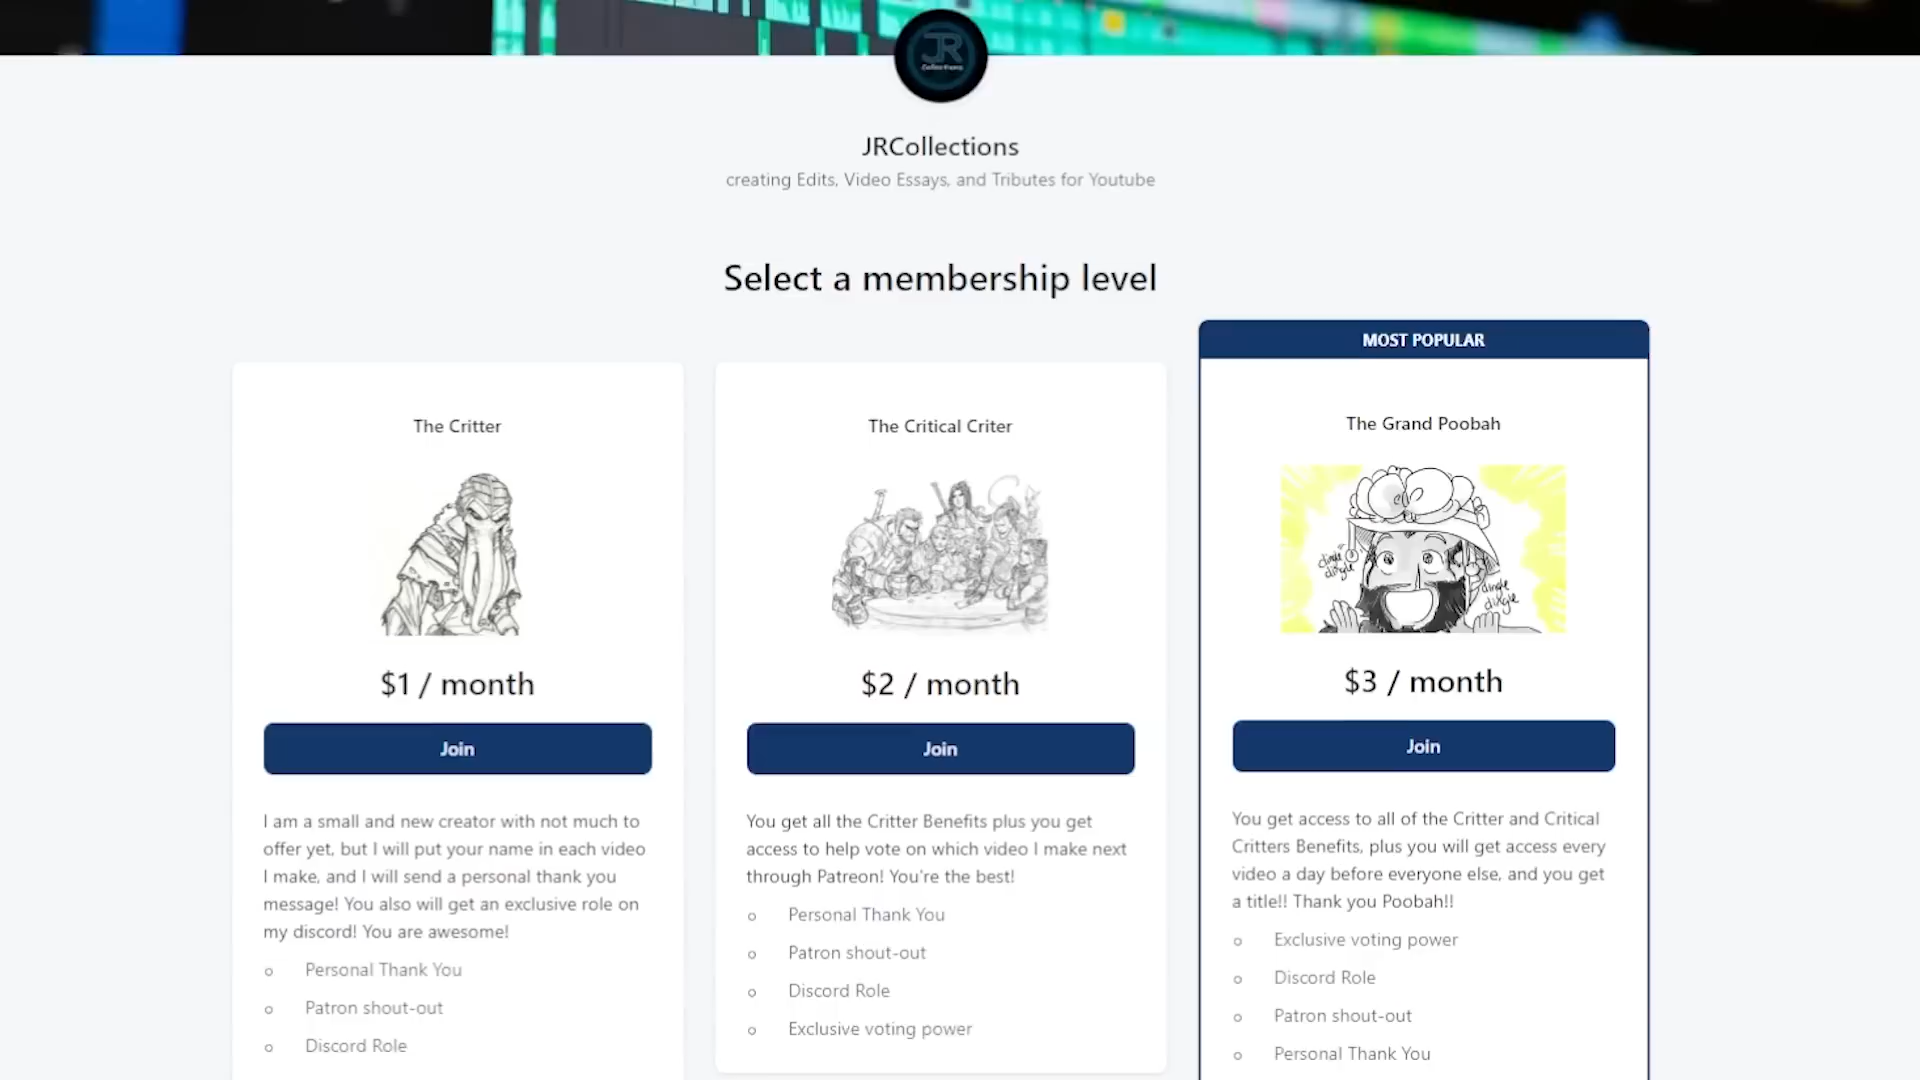 JR
Collections
JRCollections
creating Edits, Video Essays, and Tributes for Youtube
Select a membership level
The Critter
$1 / month
Join
I am a small and new creator with not much to
offer yet, but I will put your name in each video
I make, and I will send a personal thank you
message! You also will get an exclusive role on
my discord! You are awesome!
Personal Thank You
Patron shout-out
Discord Role
The Critical Criter
$2 / month
Join
You get all the Critter Benefits plus you get
access to help vote on which video I make next
through Patreon! You're the best!
Personal Thank You
Patron shout-out
Discord Role
Exclusive voting power
MOST POPULAR
The Grand Poobah
dingle
dingle
dingle
dingle
$3 / month
Join
You get access to all of the Critter and Critical
Critters Benefits, plus you will get access every
video a day before everyone else, and you get
a title!! Thank you Poobah!!
Exclusive voting power
Discord Role
Patron shout-out
Personal Thank You